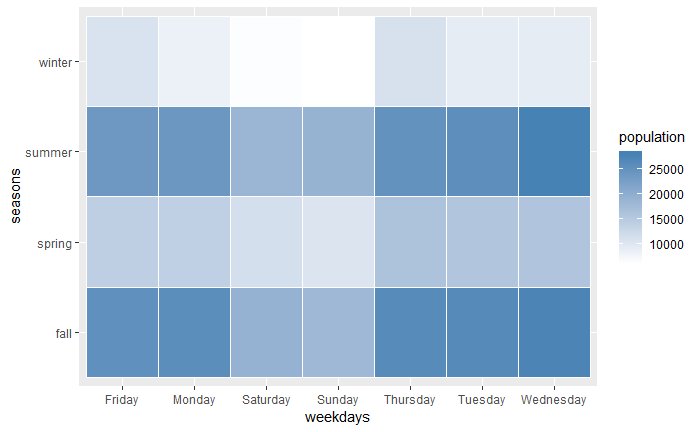 winter
summer
spring
fall
seasons
Friday Monday Saturday Sunday Thursday Tuesday Wednesday
weekdays
population
25000
20000
15000
10000